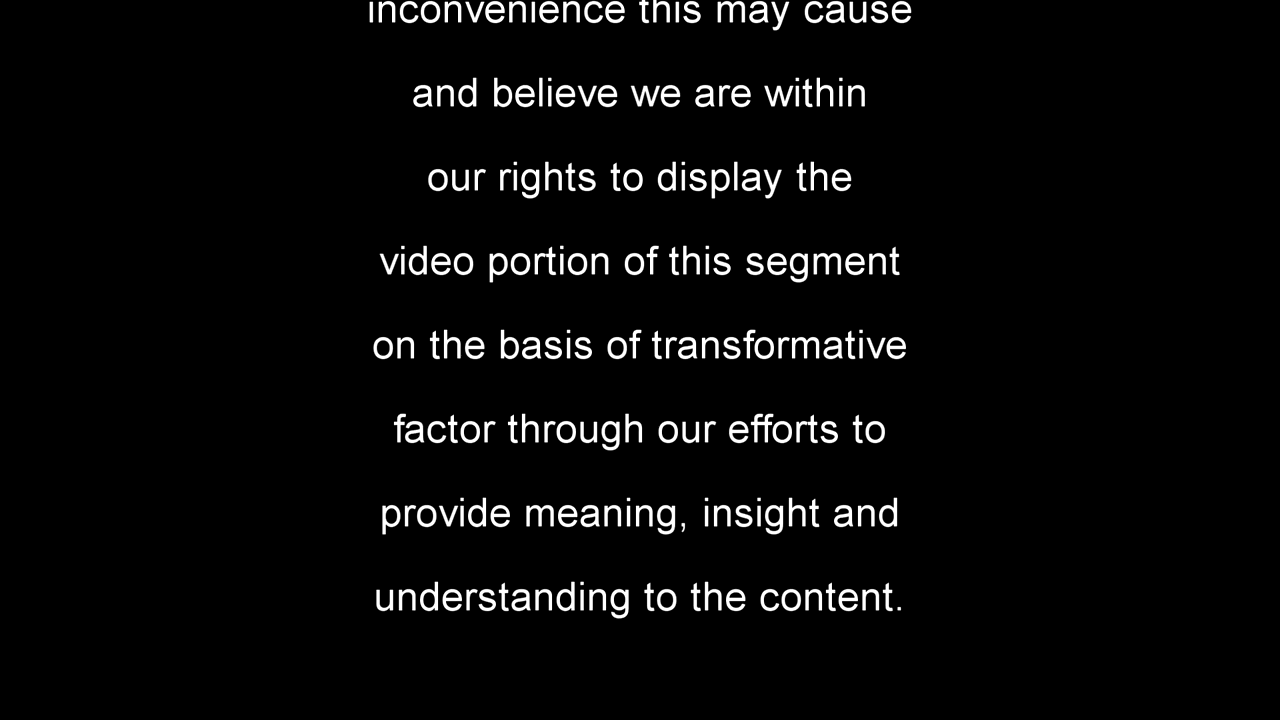 inconvenience this may cause
and believe we are within
our rights to display the
video portion of this segment
on the basis of transformative
factor through our efforts to
provide meaning, insight and
understanding to the content.